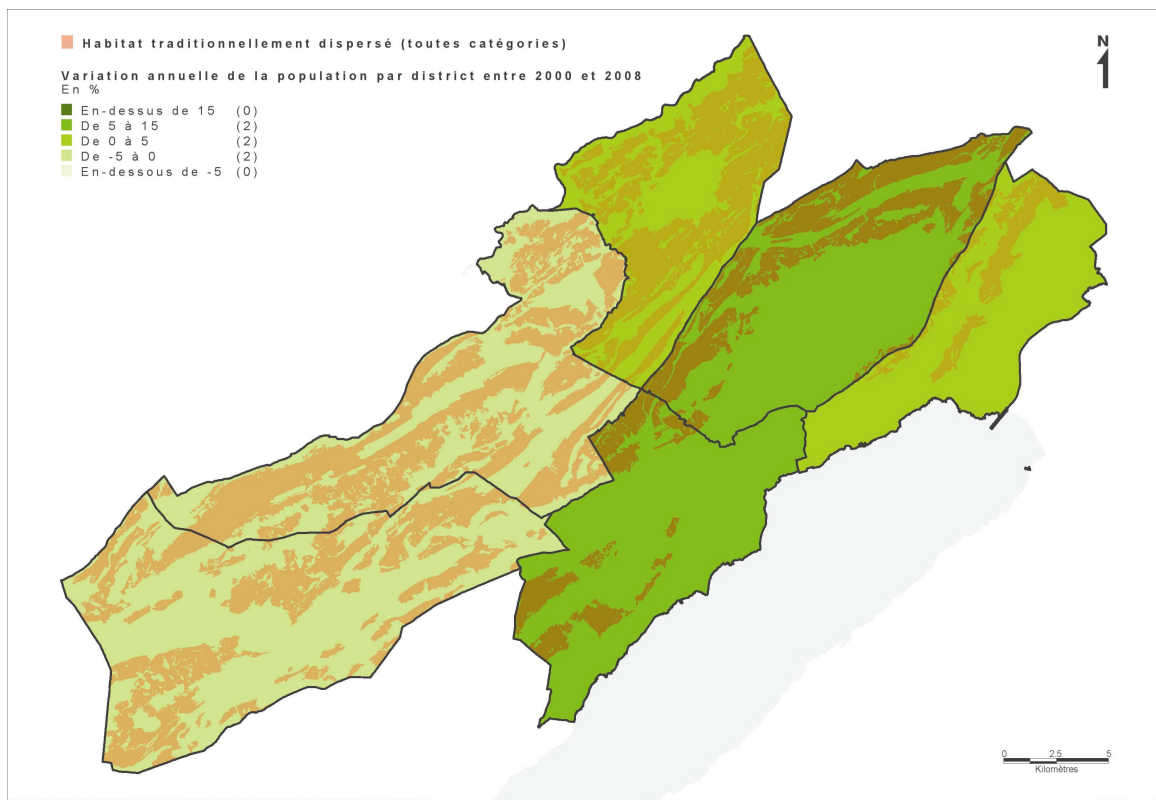 Habitat traditionnellement dispersé (toutes catégories)
Variation annuelle de la population par district entre 2000 et 2008
En %
En-dessus de 15 (0)
De 5 à 15 (2)
De 0 à 5 (2)
De -5 à 0 (2)
En-dessous de -5 (0)
N
0 2.5 5
Kilomètres